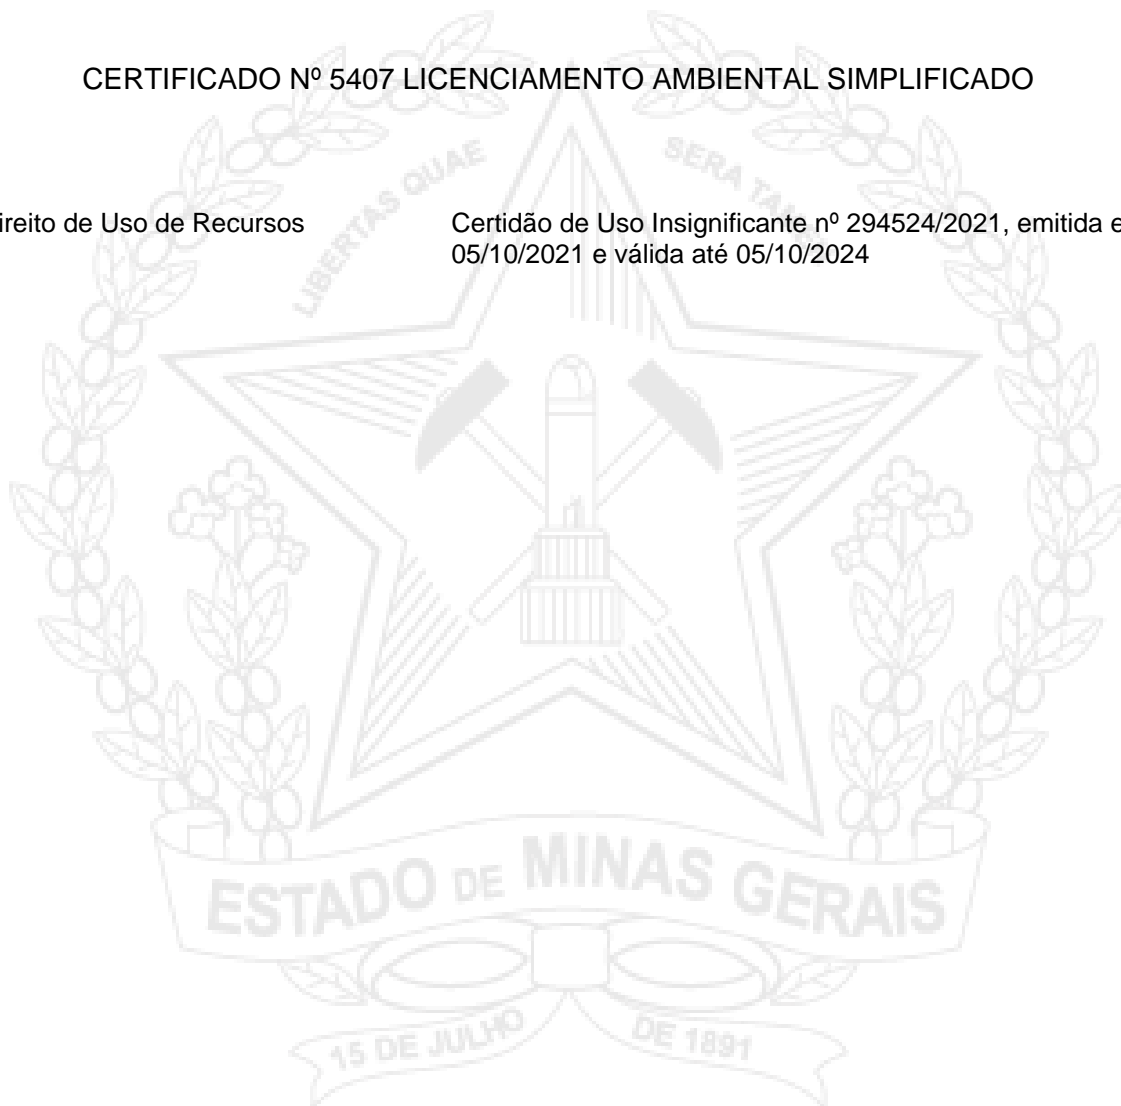 CERTIFICADO Nº 5407 LICENCIAMENTO AMBIENTAL SIMPLIFICADO
LIBERTAS QUAE SERA TAMEN
ireito de Uso de Recursos
Certidão de Uso Insignificante nº 294524/2021, emitida e
05/10/2021 e válida até 05/10/2024
ESTADO DE MINAS GERAIS
15 DE JULHO DE 1891